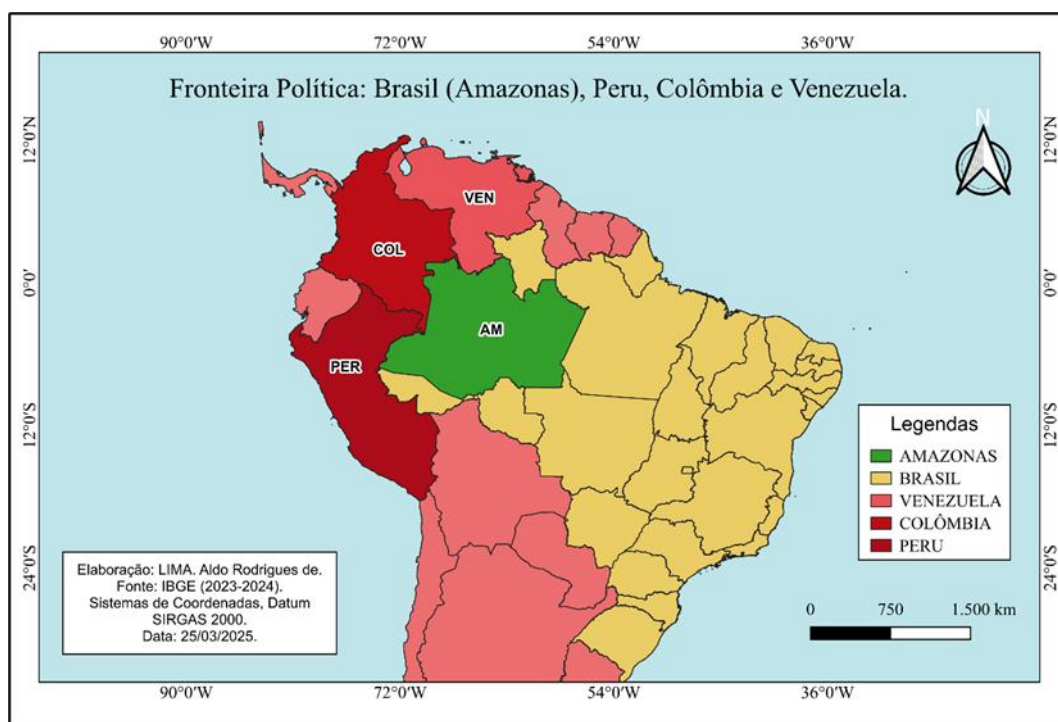 90°0'W 72°0'W 54°0'W 36°0'W
Fronteira Política: Brasil (Amazonas), Peru, Colômbia e Venezuela.
N
12°0'N 12°0'N
VEN
COL
0°0' 0°0'
AM
PER
12°0'S 12°0'S
Legendas
AMAZONAS
BRASIL
VENEZUELA
COLÔMBIA
PERU
24°0'S 24°0'S
Elaboração: LIMA. Aldo Rodrigues de.
Fonte: IBGE (2023-2024).
Sistemas de Coordenadas, Datum
SIRGAS 2000.
Data: 25/03/2025.
0 750 1.500 km
90°0'W 72°0'W 54°0'W 36°0'W